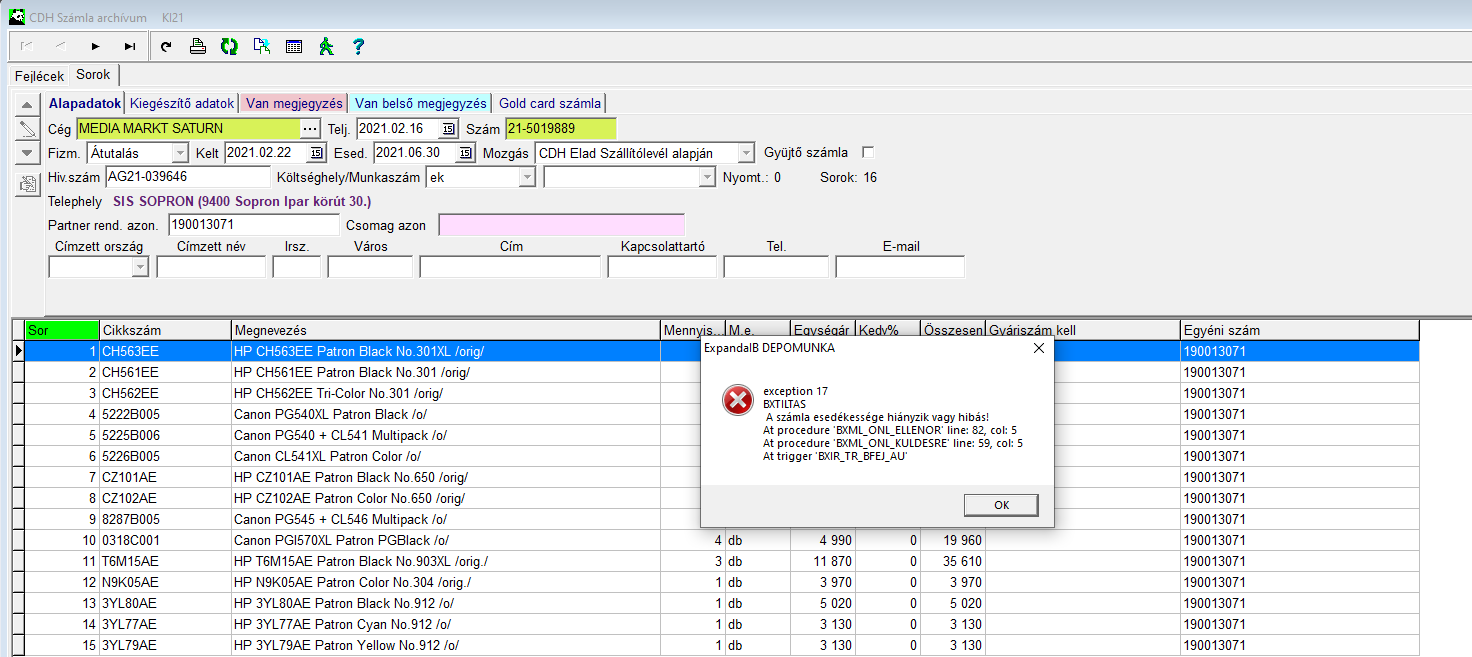 CDH Számla archívum KI21
Fejlécek Sorok
Alapadatok Kiegészítő adatok Van megjegyzés Van belső megjegyzés Gold card számla
Cég MEDIA MARKT SATURN ... Telj. 2021.02.16 15 Szám 21-5019889
Fizm. Átutalás Kelt 2021.02.22 15 Esed. 2021.06.30 15 Mozgás CDH Elad Szállítólevél alapján Gyüjtő számla
Hiv.szám AG21-039646 Költséghely/Munkaszám ek Nyomt.: 0 Sorok: 16
Telephely SIS SOPRON (9400 Sopron Ipar körút 30.)
Partner rend. azon. 190013071 Csomag azon
Címzett ország Címzett név Irsz. Város Cím Kapcsolattartó Tel. E-mail
Sor Cikkszám Megnevezés Mennyis... M.e. Egységár Kedv% Összesen Gyáriszám kell Egyéni szám
1 CH563EE HP CH563EE Patron Black No.301XL /orig/ 190013071
2 CH561EE HP CH561EE Patron Black No.301 /orig/ 190013071
3 CH562EE HP CH562EE Tri-Color No.301 /orig/ 190013071
4 5222B005 Canon PG540XL Patron Black /o/ 190013071
5 5225B006 Canon PG540 + CL541 Multipack /o/ 190013071
6 5226B005 Canon CL541XL Patron Color /o/ 190013071
7 CZ101AE HP CZ101AE Patron Black No.650 /orig/ 190013071
8 CZ102AE HP CZ102AE Patron Color No.650 /orig/ 190013071
9 8287B005 Canon PG545 + CL546 Multipack /o/ 190013071
10 0318C001 Canon PGI570XL Patron PGBlack /o/ 4 db 4 990 0 19 960 190013071
11 T6M15AE HP T6M15AE Patron Black No.903XL /orig./ 3 db 11 870 0 35 610 190013071
12 N9K05AE HP N9K05AE Patron Color No.304 /orig./ 1 db 3 970 0 3 970 190013071
13 3YL80AE HP 3YL80AE Patron Black No.912 /o/ 1 db 5 020 0 5 020 190013071
14 3YL77AE HP 3YL77AE Patron Cyan No.912 /o/ 1 db 3 130 0 3 130 190013071
15 3YL79AE HP 3YL79AE Patron Yellow No.912 /o/ 1 db 3 130 0 3 130 190013071
ExpandaIB DEPOMUNKA
exception 17
BXTILTAS
A számla esedékessége hiányzik vagy hibás!
At procedure 'BXML_ONL_ELLENOR' line: 82, col: 5
At procedure 'BXML_ONL_KULDESRE' line: 59, col: 5
At trigger 'BXIR_TR_BFEJ_AU'
OK